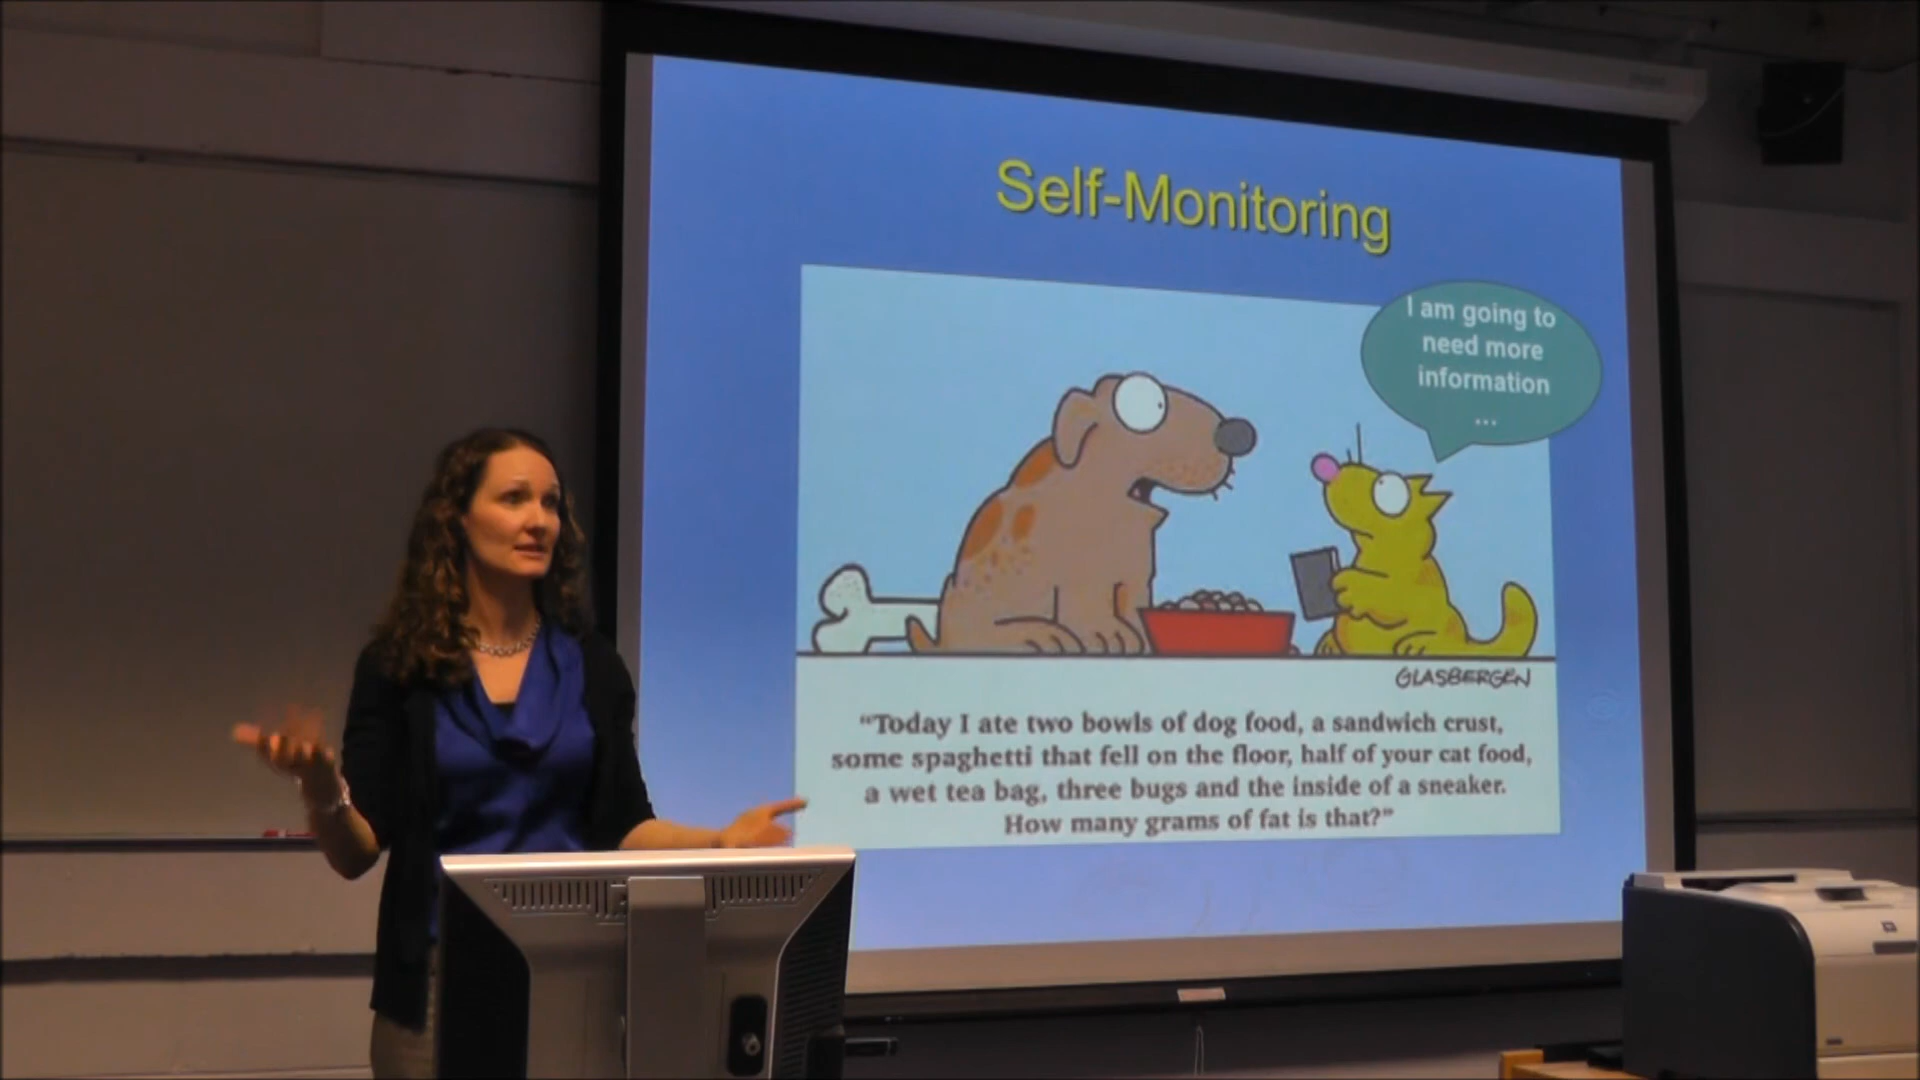 Self-Monitoring
I am going to
need more
information
...
GLASBERGEN
“Today I ate two bowls of dog food, a sandwich crust,
some spaghetti that fell on the floor, half of your cat food,
a wet tea bag, three bugs and the inside of a sneaker.
How many grams of fat is that?”